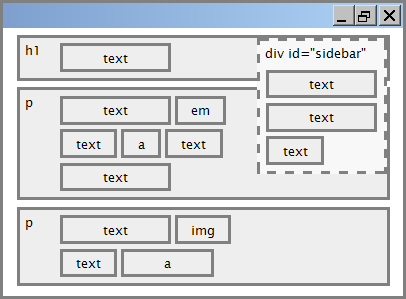 h1
text
div id="sidebar"
text
text
text
p
text em
text a text
text
p
text img
text a